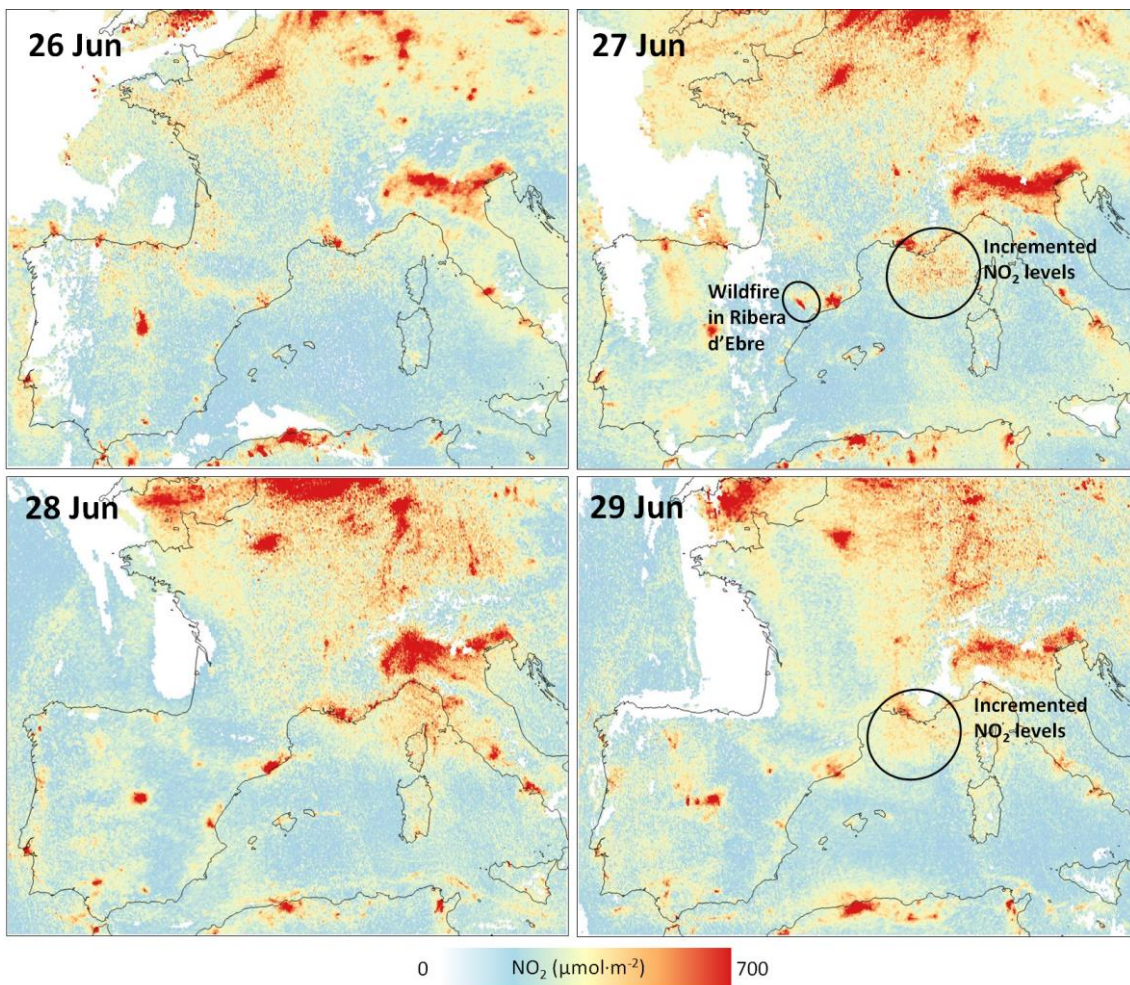 26 Jun
27 Jun
Incremented
NO₂ levels
Wildfire
in Ribera
d'Ebre
28 Jun
29 Jun
Incremented
NO₂ levels
0 NO₂ (µmol·m⁻²) 700